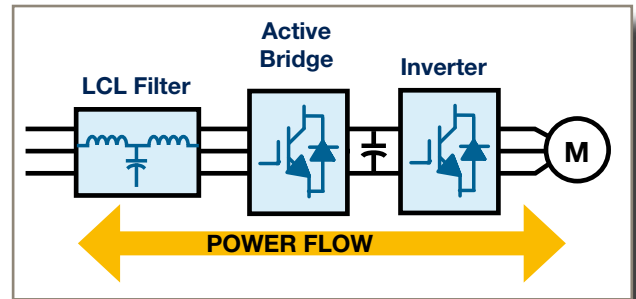 Active
Bridge
Inverter
LCL Filter
M
POWER FLOW